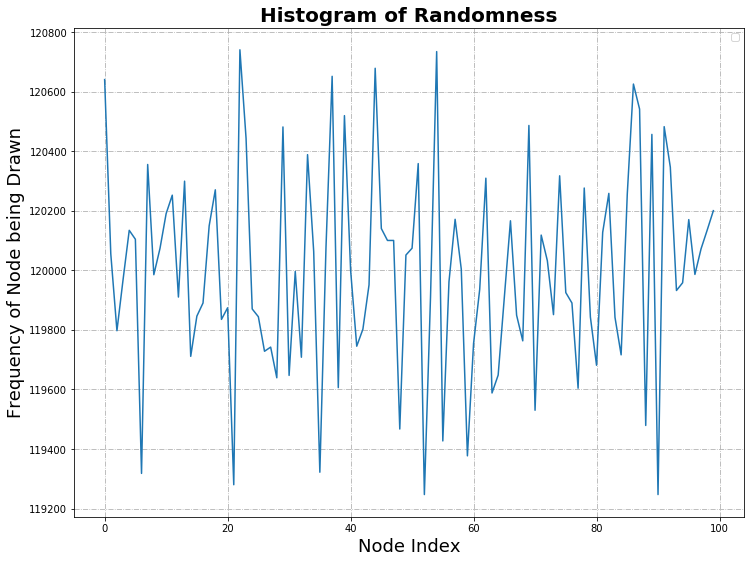 Histogram of Randomness
120800
120600
120400
120200
120000
119800
119600
119400
119200
Frequency of Node being Drawn
0 20 40 60 80 100
Node Index